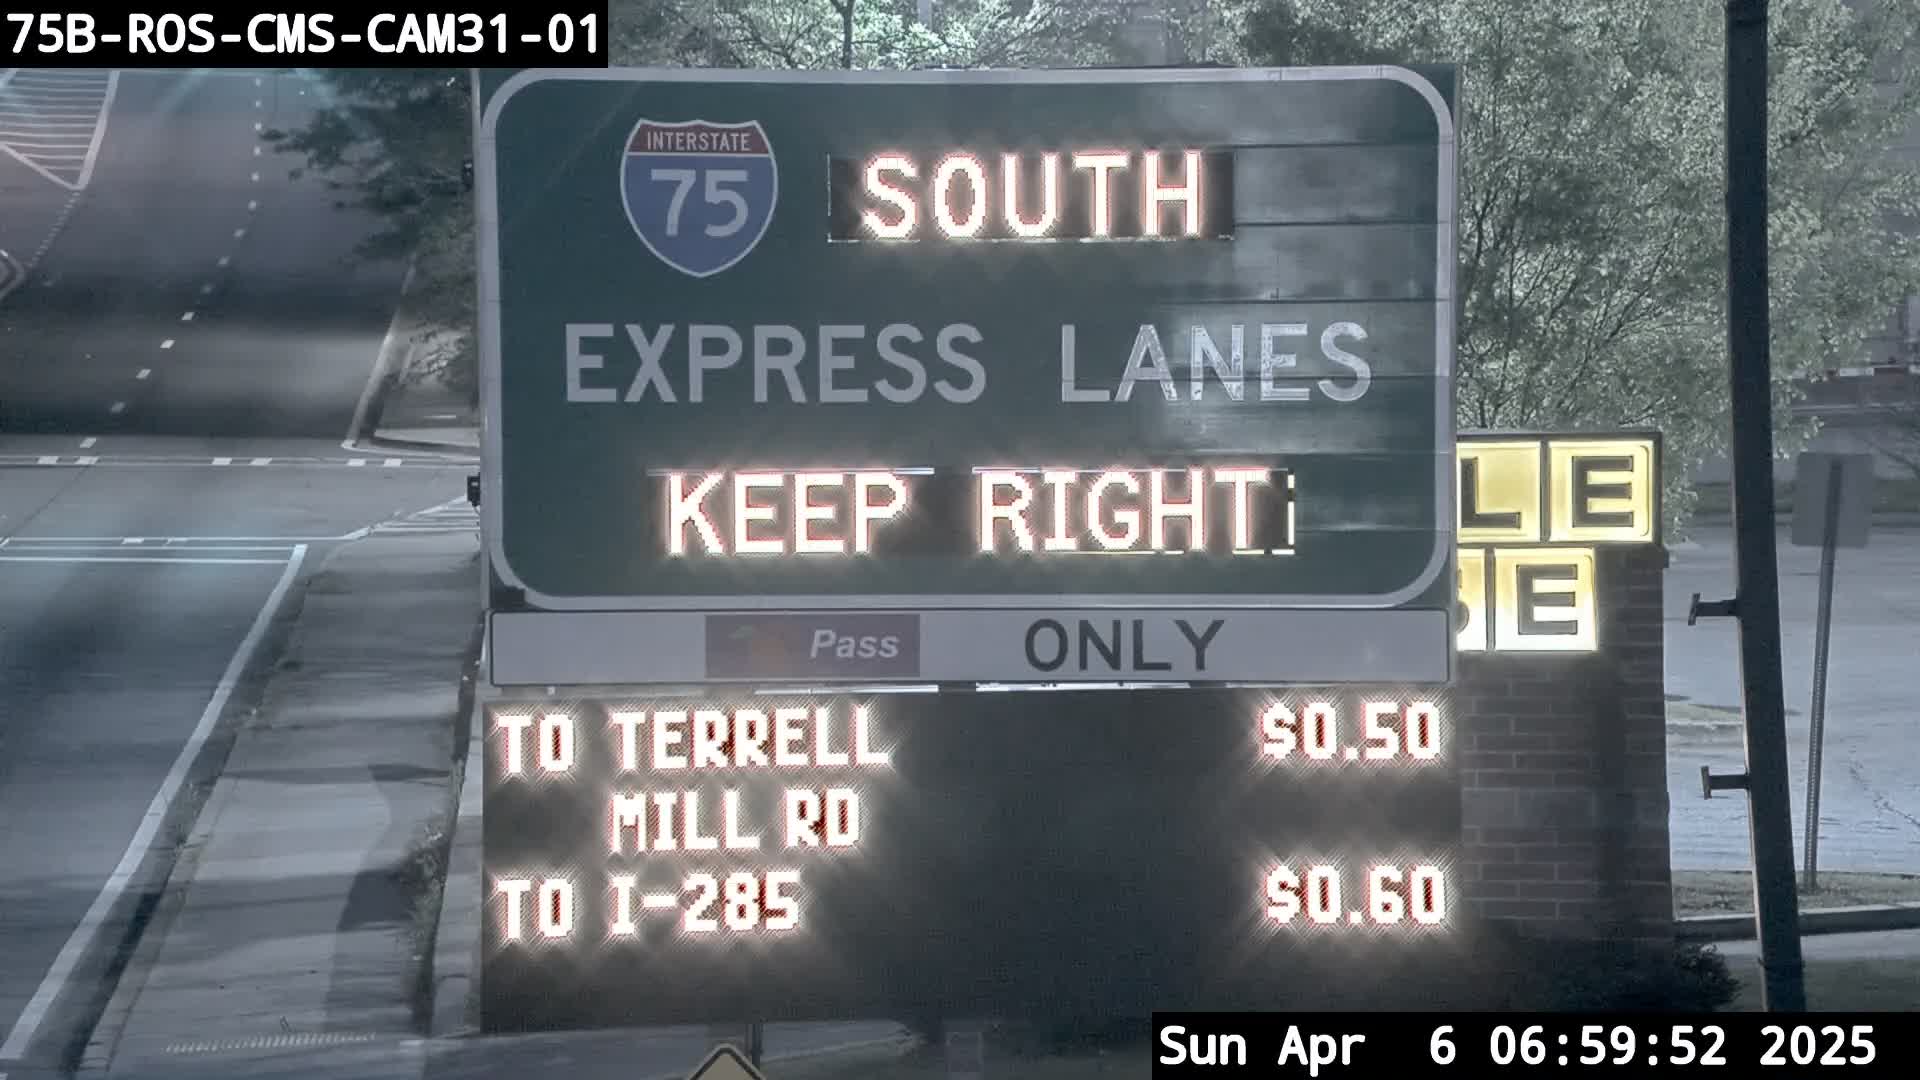 75B-ROS-CMS-CAM31-01
INTERSTATE
75
SOUTH
EXPRESS LANES
KEEP RIGHT
Pass ONLY
TO TERRELL $0.50
MILL RD
TO I-285 $0.60
LE
E
Sun Apr 6 06:59:52 2025